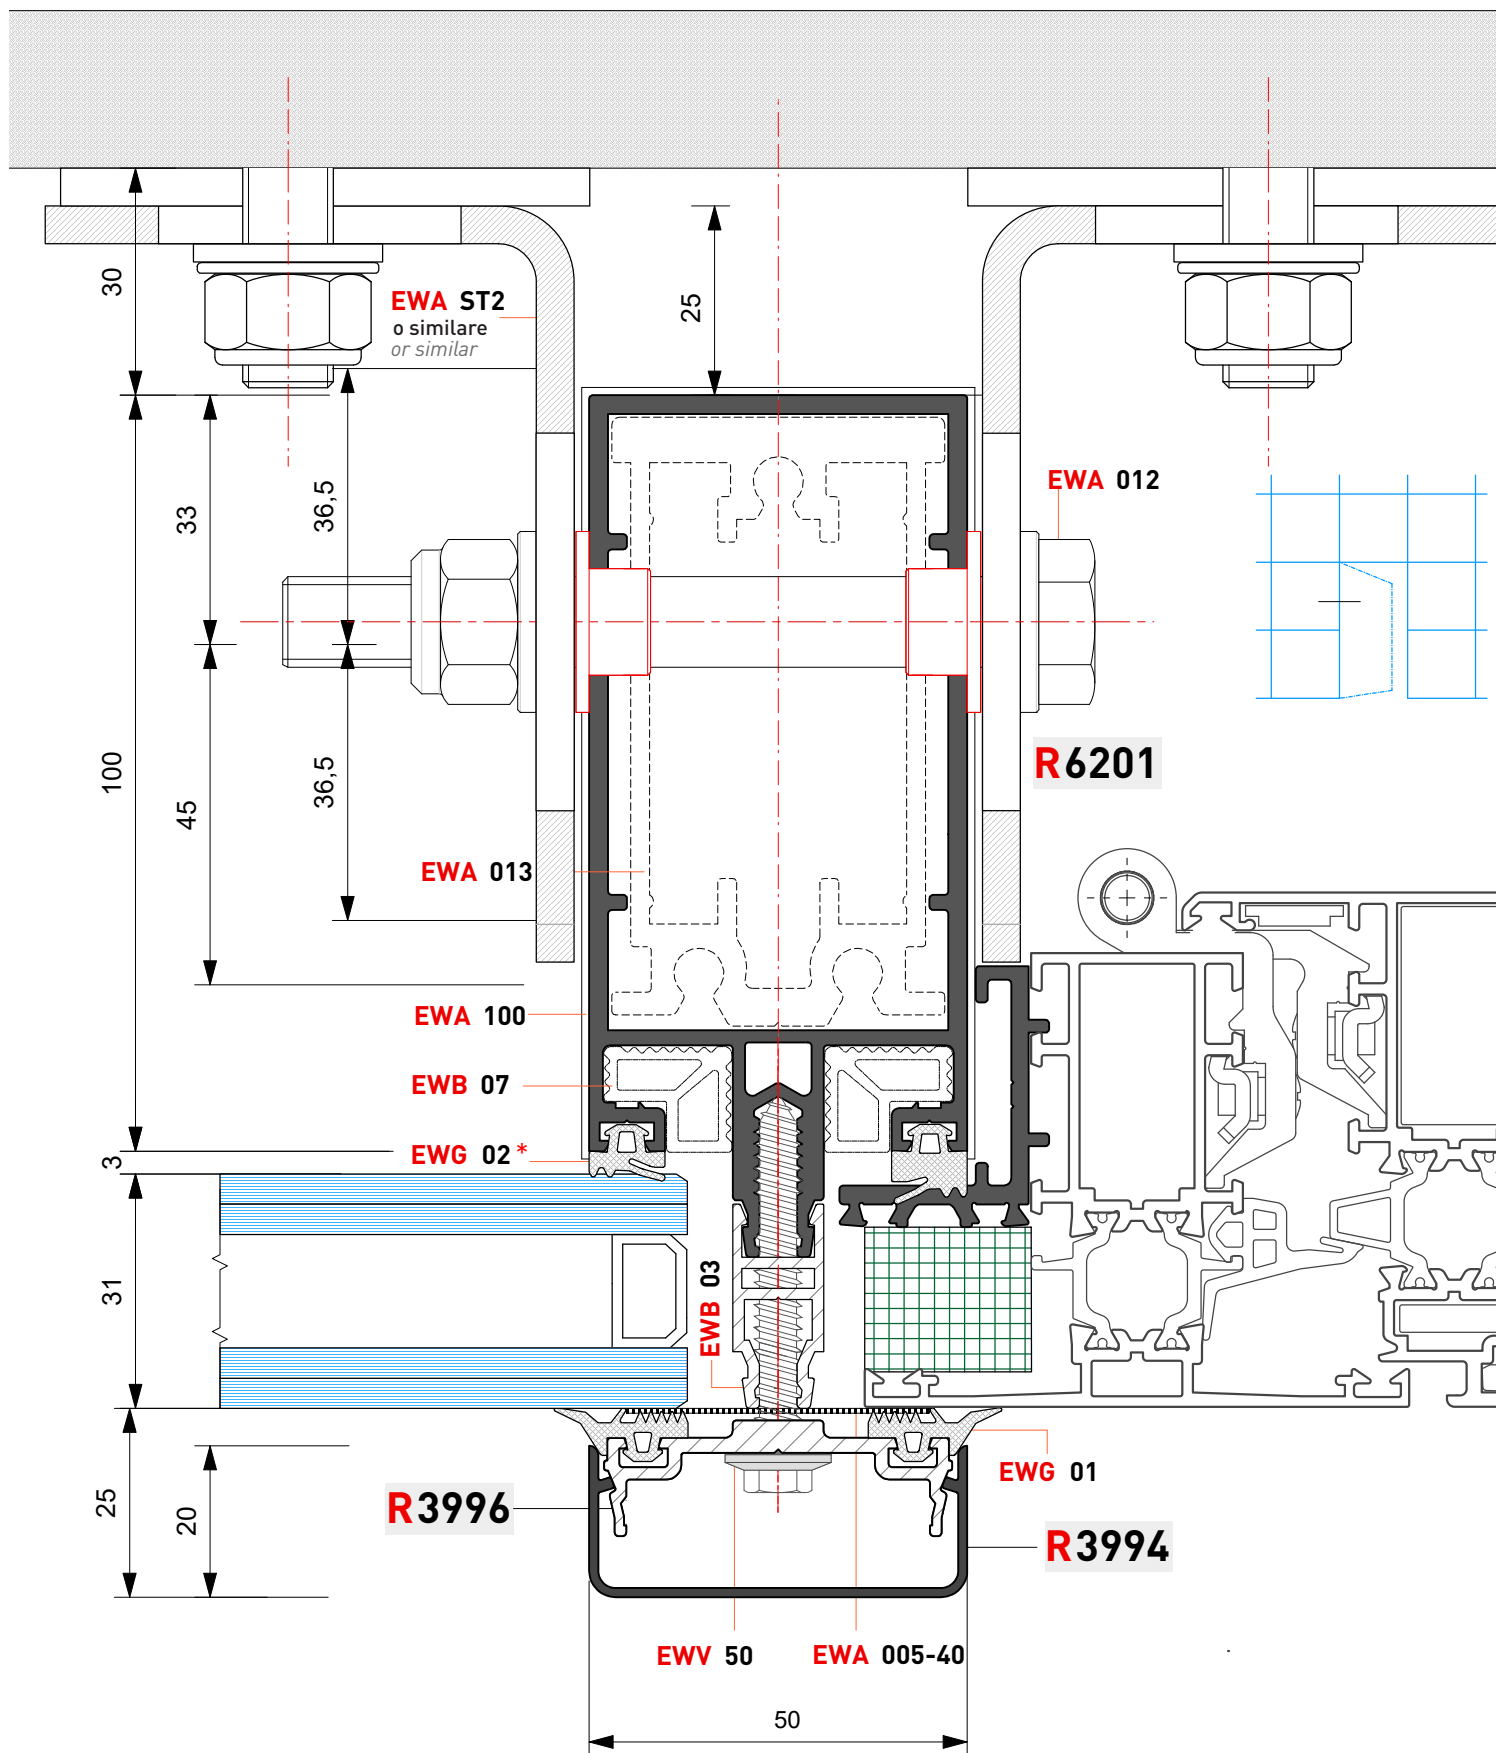 30
25
EWA ST2
o similare
or similar
33
36,5
EWA 012
100
R6201
45
36,5
EWA 013
EWA 100
EWB 07
EWG 02*
3
31
EWB 03
EWG 01
25
20
R3996
R3994
EWV 50
EWA 005-40
50